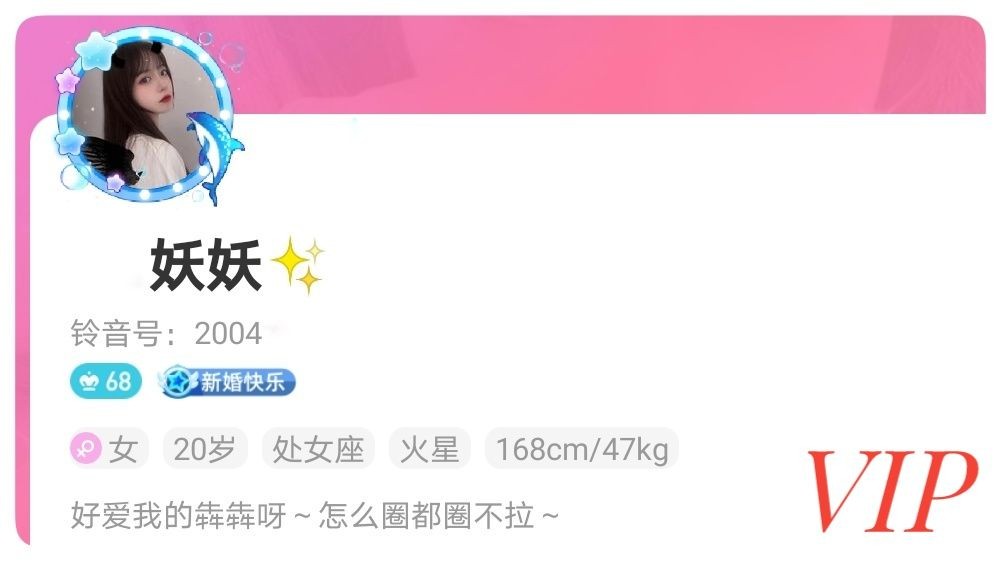 妖妖✨
铃音号：2004
68 新婚快乐
女 20岁 处女座 火星 168cm/47kg
好爱我的犇犇呀～怎么圈都圈不拉～
VIP